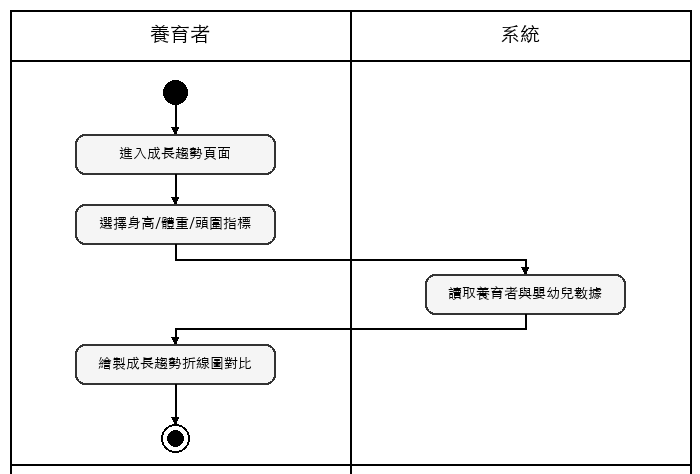 養育者
系統
進入成長趨勢頁面
選擇身高/體重/頭圍指標
讀取養育者與嬰幼兒數據
繪製成長趨勢折線圖對比